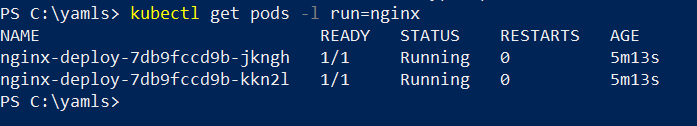 PS C:\yamls> kubectl get pods -l run=nginx
NAME READY STATUS RESTARTS AGE
nginx-deploy-7db9fccd9b-jkngh 1/1 Running 0 5m13s
nginx-deploy-7db9fccd9b-kkn2l 1/1 Running 0 5m13s
PS C:\yamls>